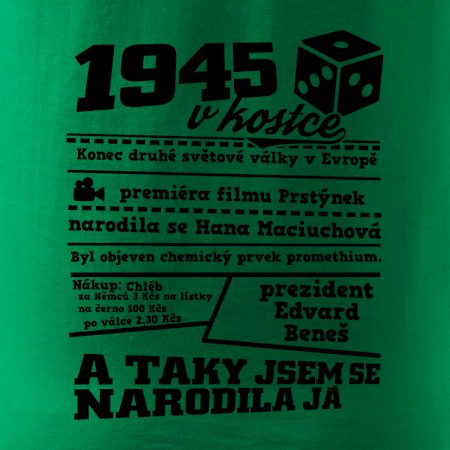 1945
v kostce
Konec druhé světové války v Evropě
premiéra filmu Prstýnek
narodila se Hana Maciuchová
Byl objeven chemický prvek promethium.
Nákup: Chléb
za Němců 3 Kčs na lístky
na černo 100 Kčs
po válce 2,30 Kčs
prezident
Edvard
Beneš
A TAKY JSEM SE
NARODILA JÁ